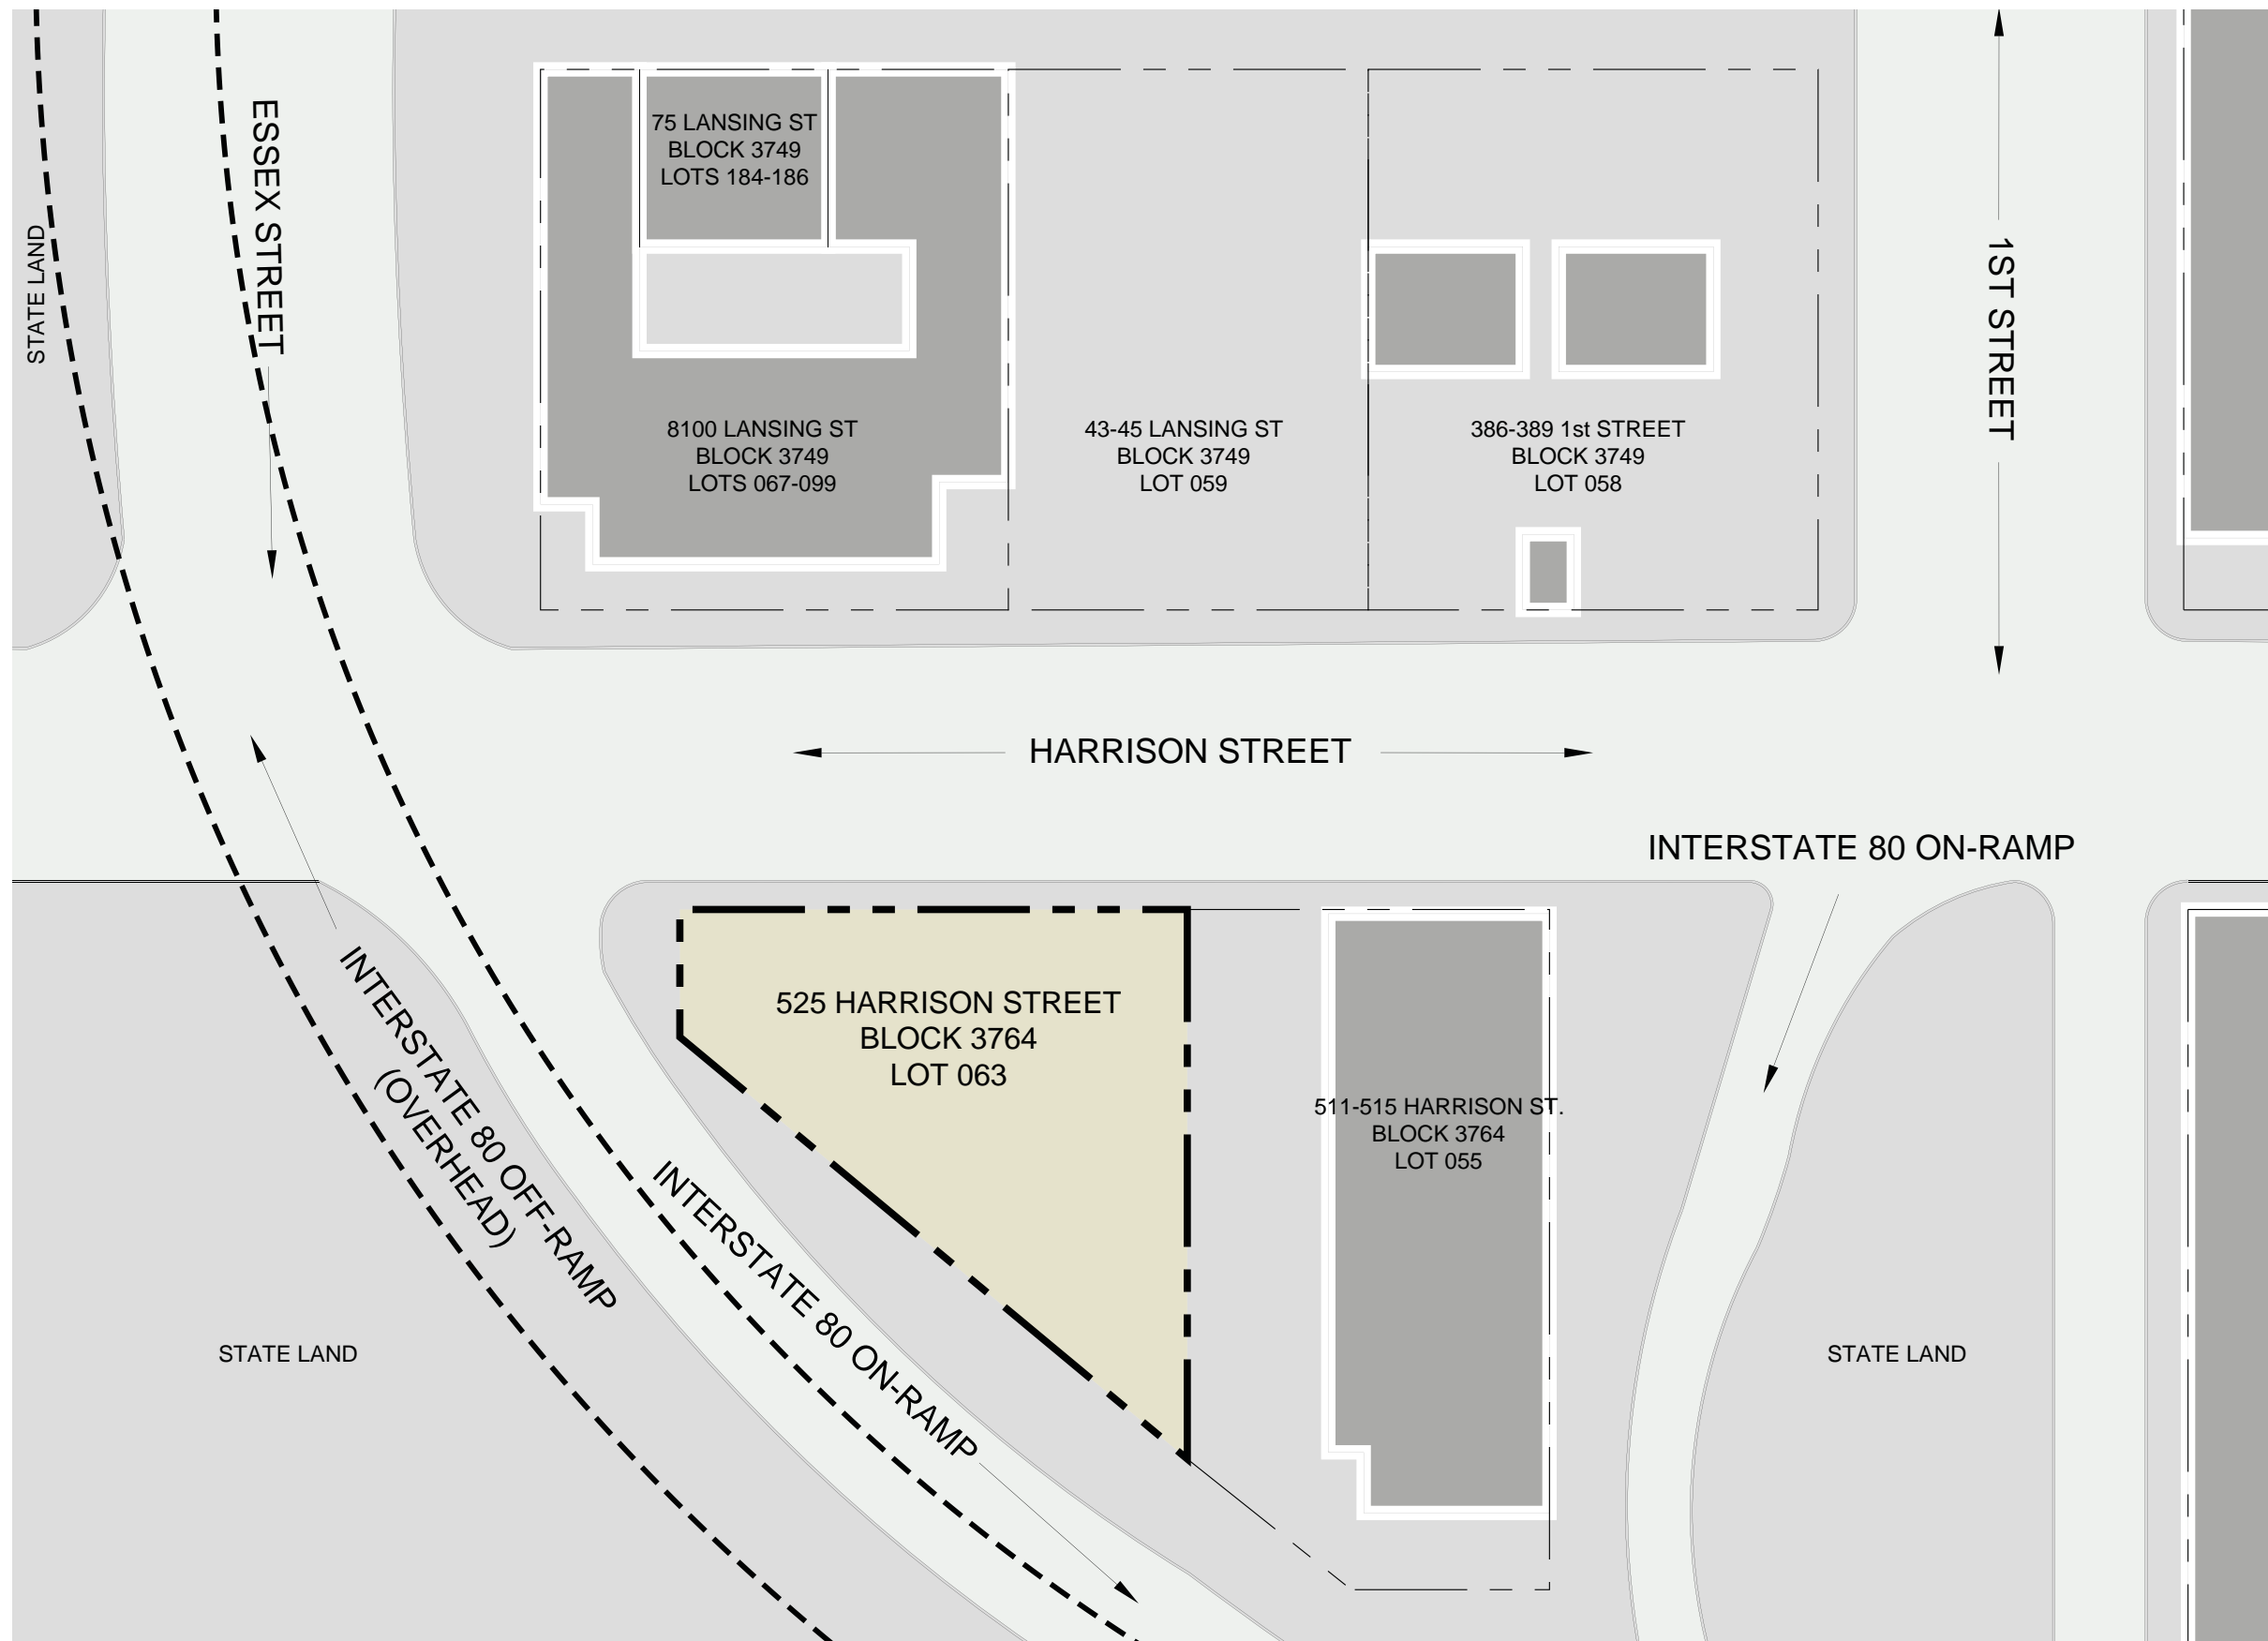 ESSEX STREET
STATE LAND
75 LANSING ST
BLOCK 3749
LOTS 184-186
8100 LANSING ST
BLOCK 3749
LOTS 067-099
43-45 LANSING ST
BLOCK 3749
LOT 059
386-389 1st STREET
BLOCK 3749
LOT 058
1ST STREET
HARRISON STREET
INTERSTATE 80 ON-RAMP
INTERSTATE 80 OFF-RAMP
(OVERHEAD)
525 HARRISON STREET
BLOCK 3764
LOT 063
511-515 HARRISON ST.
BLOCK 3764
LOT 055
INTERSTATE 80 ON-RAMP
STATE LAND
STATE LAND